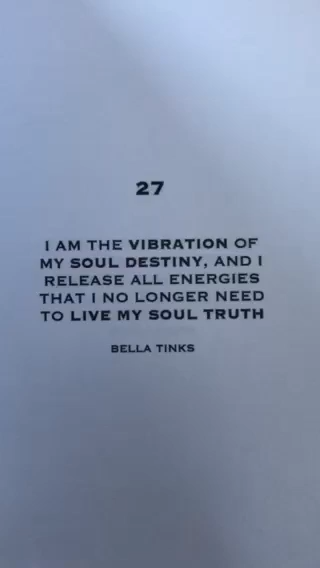 27
I AM THE VIBRATION OF
MY SOUL DESTINY, AND I
RELEASE ALL ENERGIES
THAT I NO LONGER NEED
TO LIVE MY SOUL TRUTH
BELLA TINKS